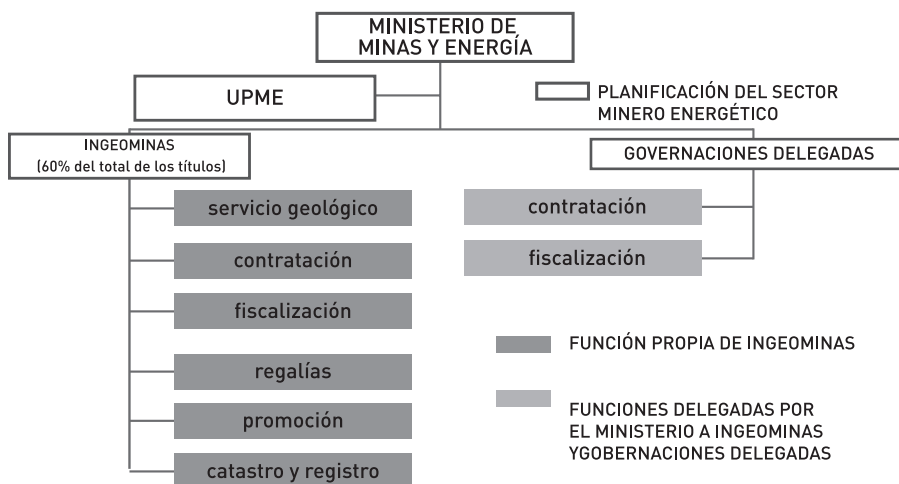 MINISTERIO DE
MINAS Y ENERGÍA
UPME
PLANIFICACIÓN DEL SECTOR
MINERO ENERGÉTICO
INGEOMINAS
(60% del total de los títulos)
GOVERNACIONES DELEGADAS
servicio geológico
contratación
fiscalización
regalías
promoción
catastro y registro
contratación
fiscalización
FUNCIÓN PROPIA DE INGEOMINAS
FUNCIONES DELEGADAS POR
EL MINISTERIO A INGEOMINAS
YGOBERNACIONES DELEGADAS